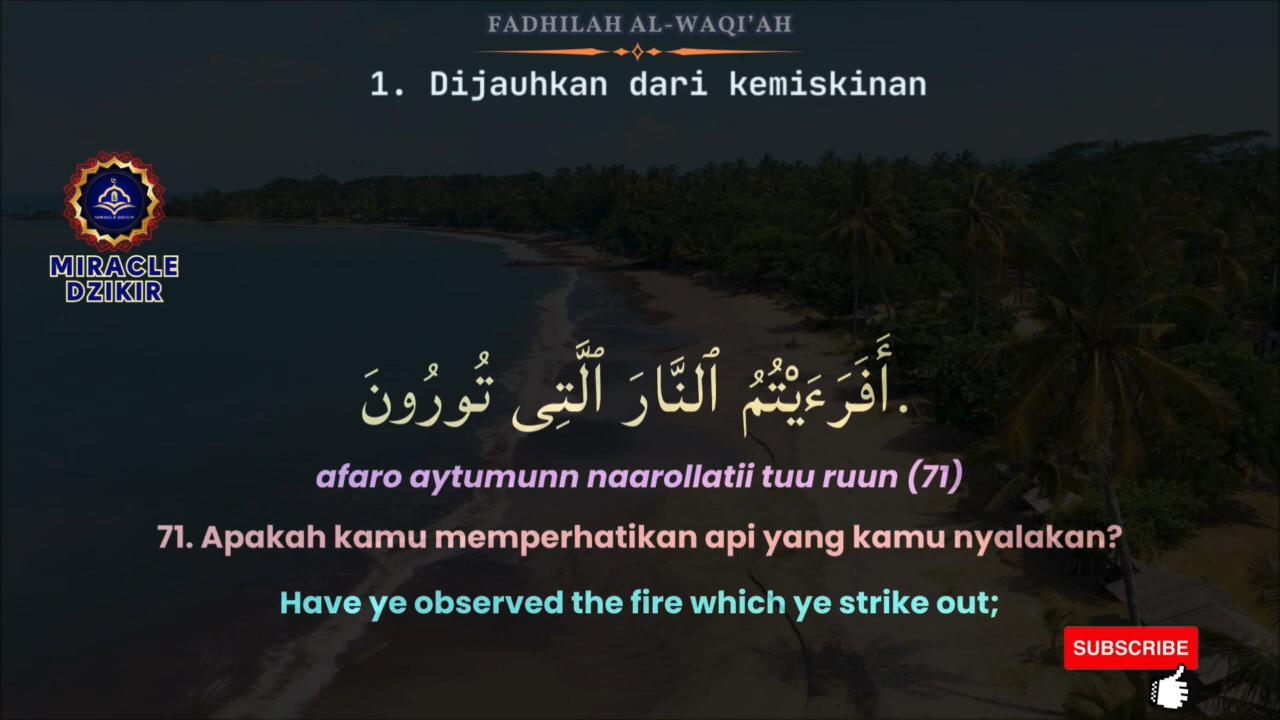 FADHILAH AL-WAQI'AH
1. Dijauhkan dari kemiskinan
MIRACLE DZIKIR
MIRACLE
DZIKIR
أَفَرَءَيْتُمُ ٱلنَّارَ ٱلَّتِى تُورُونَ.
afaro aytumunn naarollatii tuu ruun (71)
71. Apakah kamu memperhatikan api yang kamu nyalakan?
Have ye observed the fire which ye strike out;
SUBSCRIBE